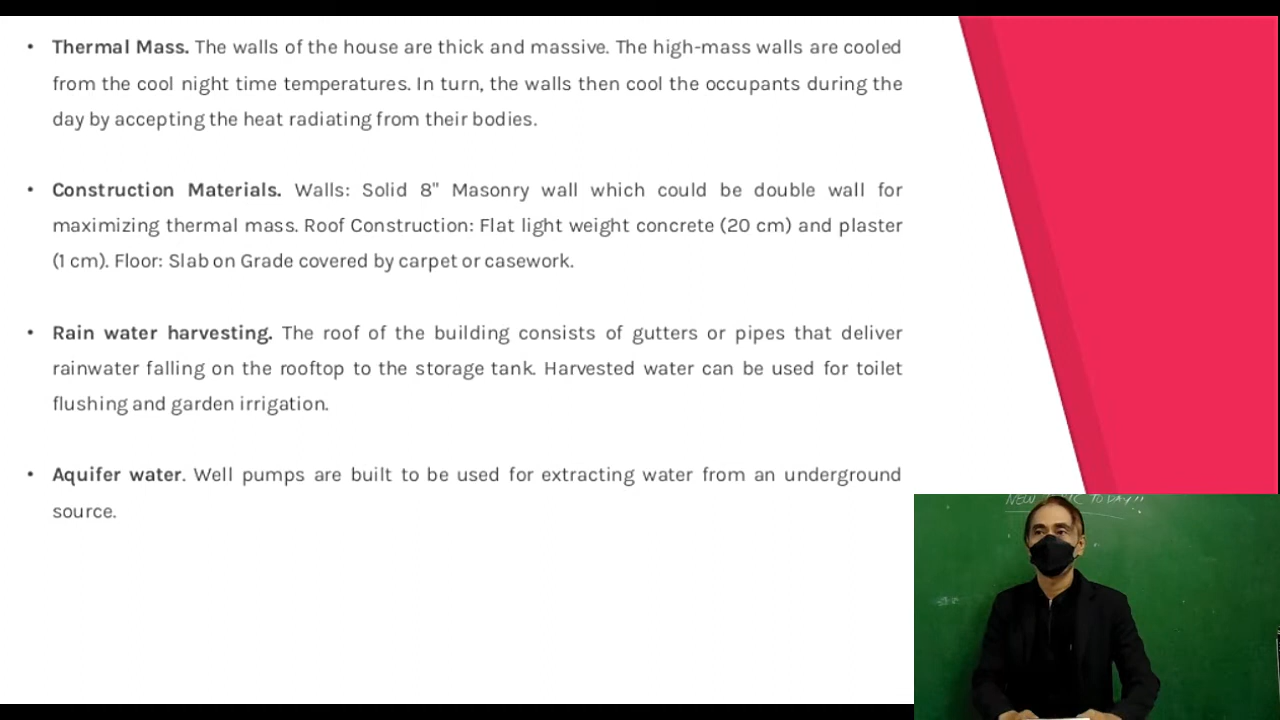 • Thermal Mass. The walls of the house are thick and massive. The high-mass walls are cooled
from the cool night time temperatures. In turn, the walls then cool the occupants during the
day by accepting the heat radiating from their bodies.
• Construction Materials. Walls: Solid 8" Masonry wall which could be double wall for
maximizing thermal mass. Roof Construction: Flat light weight concrete (20 cm) and plaster
(1 cm). Floor: Slab on Grade covered by carpet or casework.
• Rain water harvesting. The roof of the building consists of gutters or pipes that deliver
rainwater falling on the rooftop to the storage tank. Harvested water can be used for toilet
flushing and garden irrigation.
• Aquifer water. Well pumps are built to be used for extracting water from an underground
source.
NEW TODAY!!